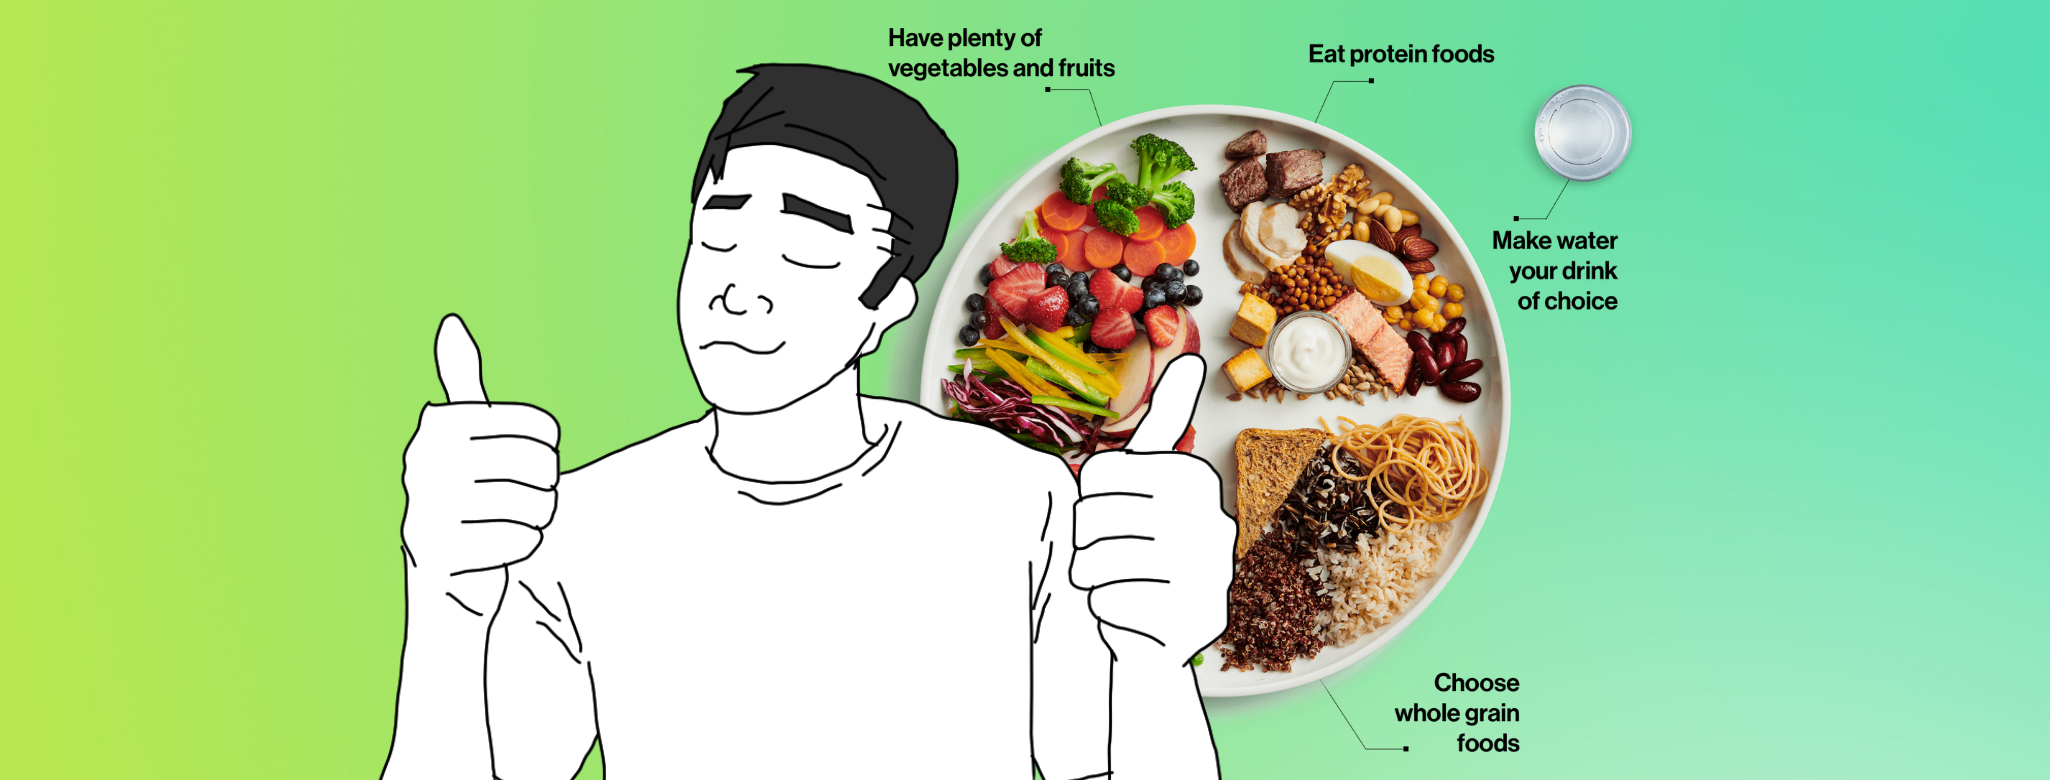 Have plenty of
vegetables and fruits
Eat protein foods
Make water
your drink
of choice
Choose
whole grain
foods